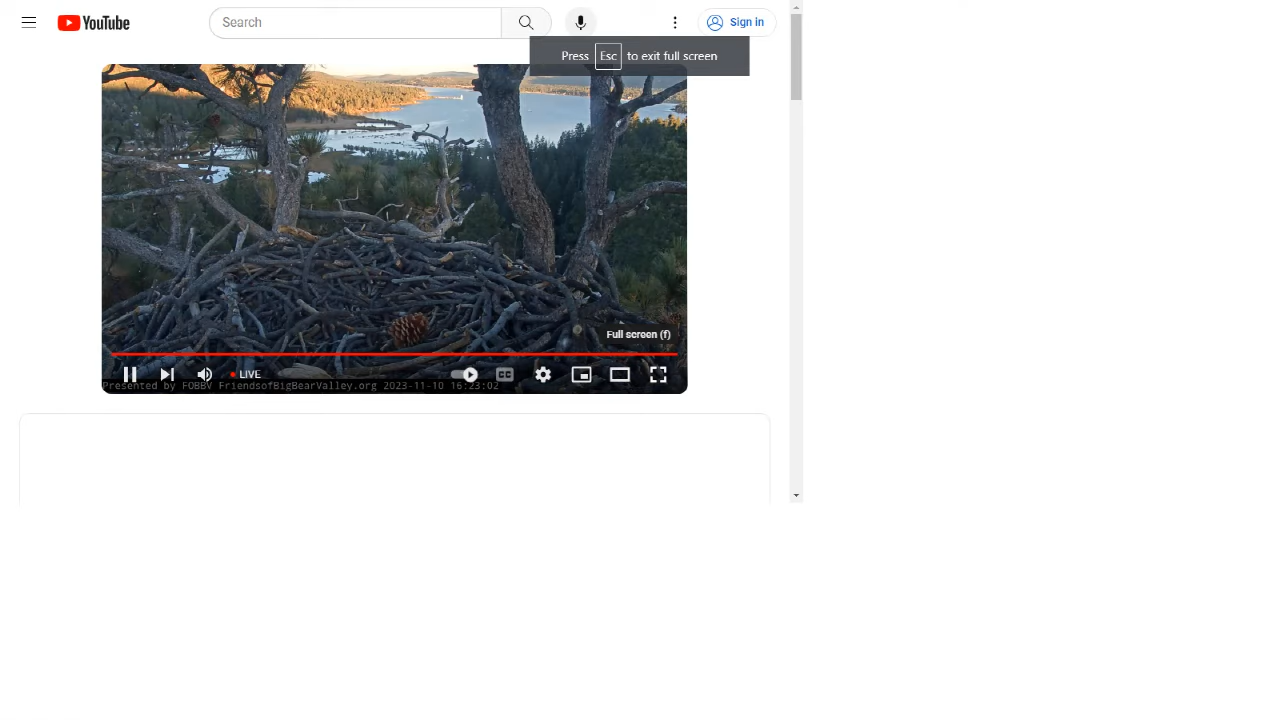 YouTube
Search
Sign in
Press Esc to exit full screen
Full screen (f)
LIVE
CC
Presented by FOBBV FriendsofBigBearValley.org 2023-11-10 16:23:02